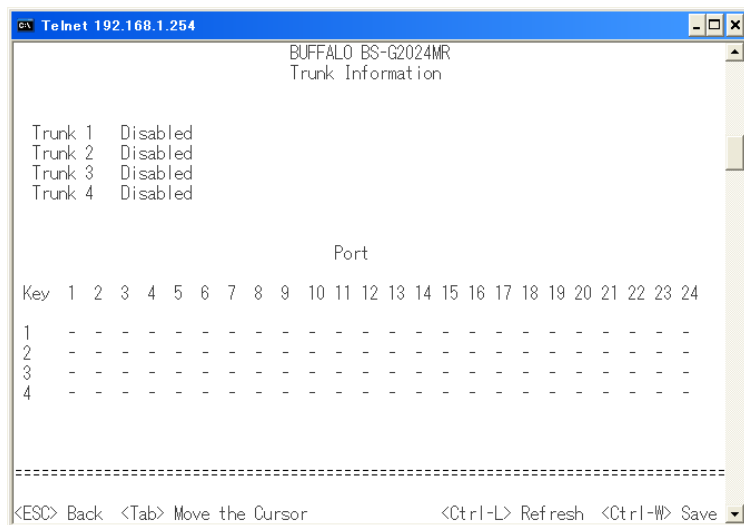 Telnet 192.168.1.254
BUFFALO BS-G2024MR
Trunk Information
Trunk 1 Disabled
Trunk 2 Disabled
Trunk 3 Disabled
Trunk 4 Disabled
Port
Key 1 2 3 4 5 6 7 8 9 10 11 12 13 14 15 16 17 18 19 20 21 22 23 24
1 - - - - - - - - - - - - - - - - - - - - - - - -
2 - - - - - - - - - - - - - - - - - - - - - - - -
3 - - - - - - - - - - - - - - - - - - - - - - - -
4 - - - - - - - - - - - - - - - - - - - - - - - -
================================================================================
<ESC> Back <Tab> Move the Cursor <Ctrl-L> Refresh <Ctrl-W> Save